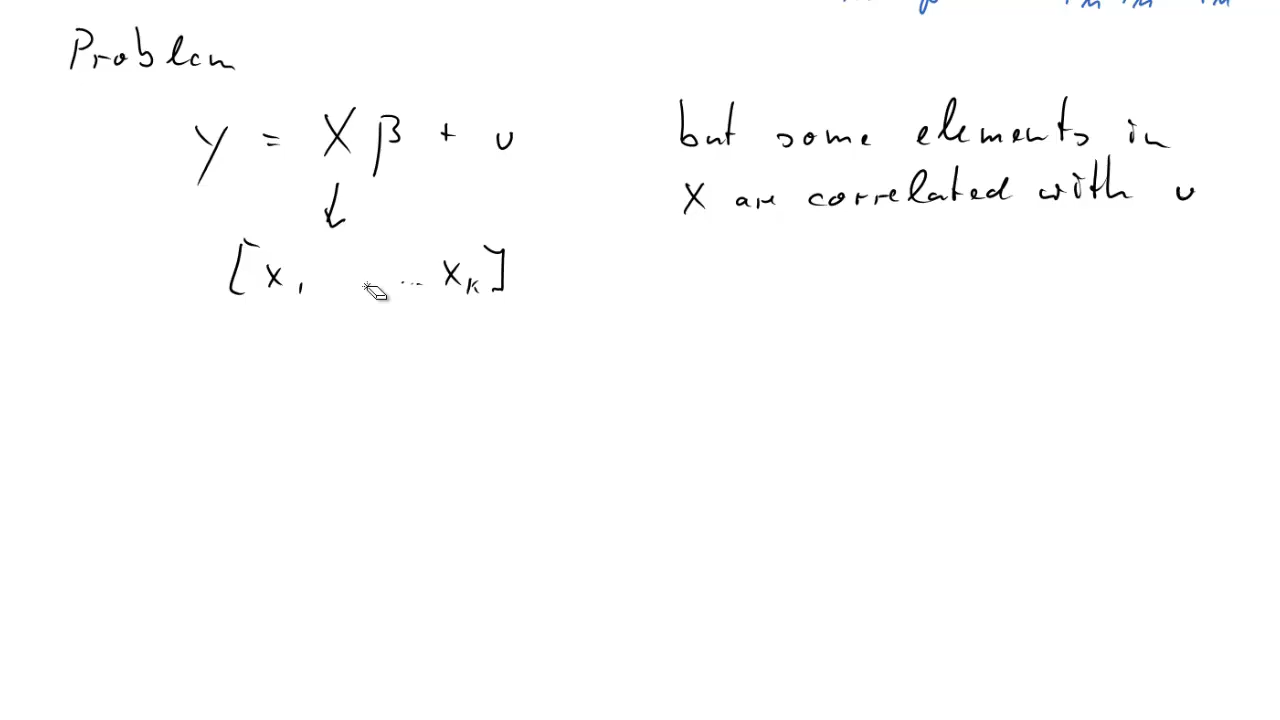 Problem
y = Xβ + u
but some elements in
X are correlated with u
↓
[x₁ ... xₖ]